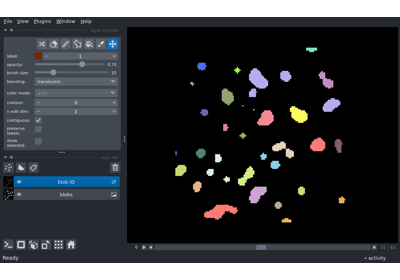 File View Plugins Window Help
label: 1
opacity: 0.70
brush size: 10
blending: translucent
color mode:
contour: 0
n edit dim: 2
contiguous:
preserve labels:
show selected:
blob ID
blobs
0
Ready
activity